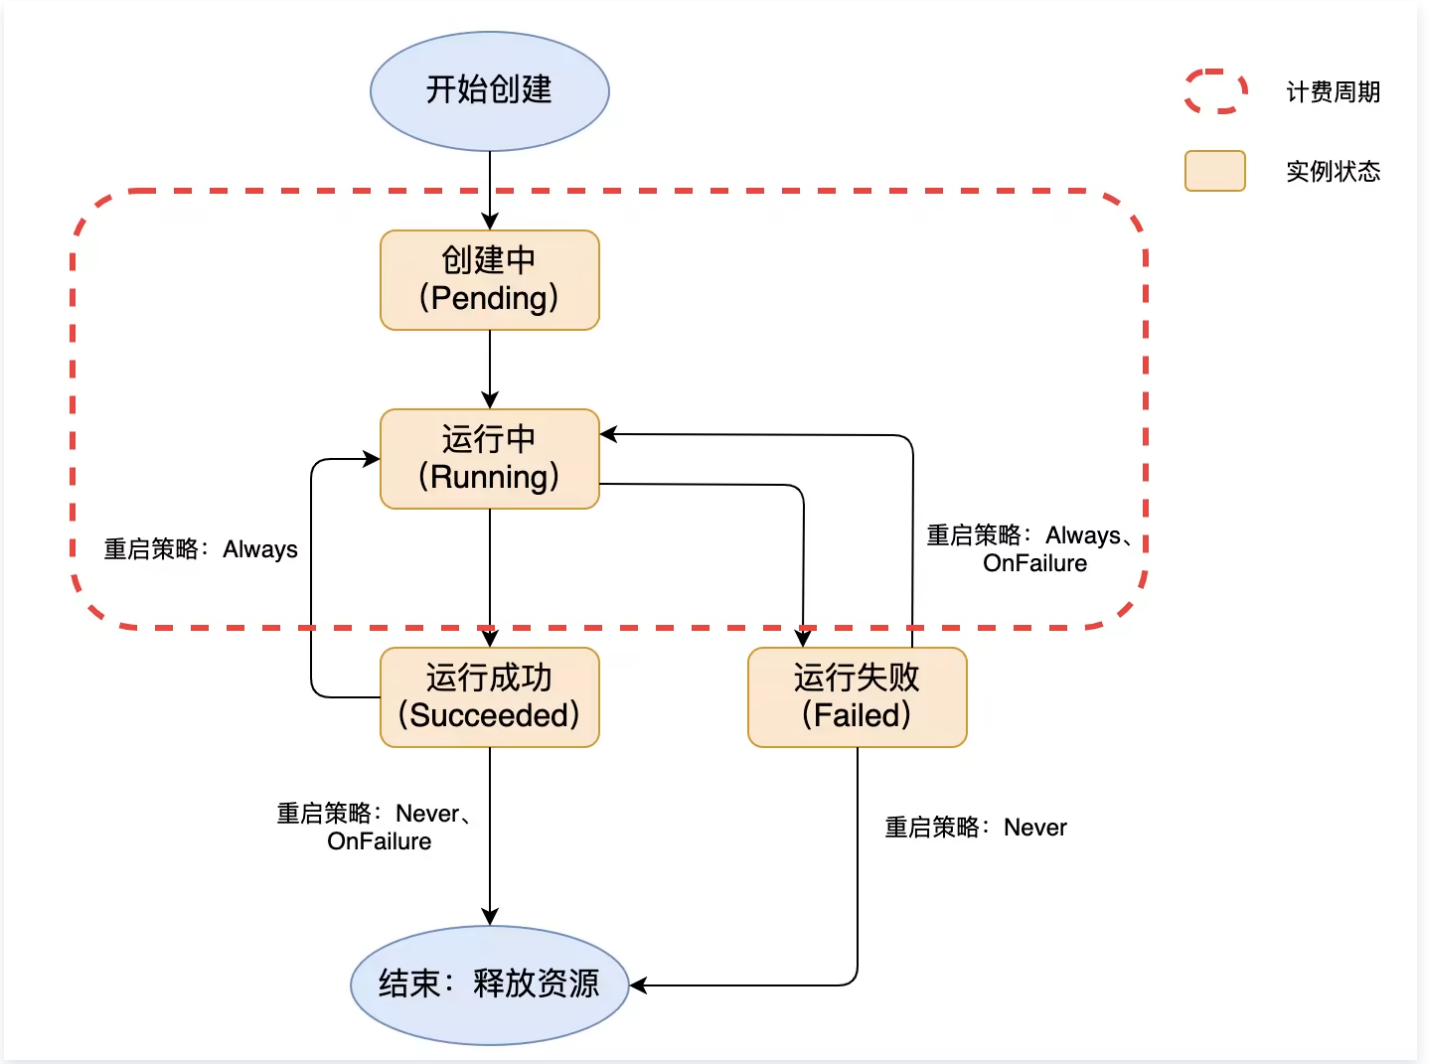 开始创建
计费周期
实例状态
创建中
（Pending）
运行中
（Running）
重启策略：Always
重启策略：Always、
OnFailure
运行成功
（Succeeded）
运行失败
（Failed）
重启策略：Never、
OnFailure
重启策略：Never
结束：释放资源